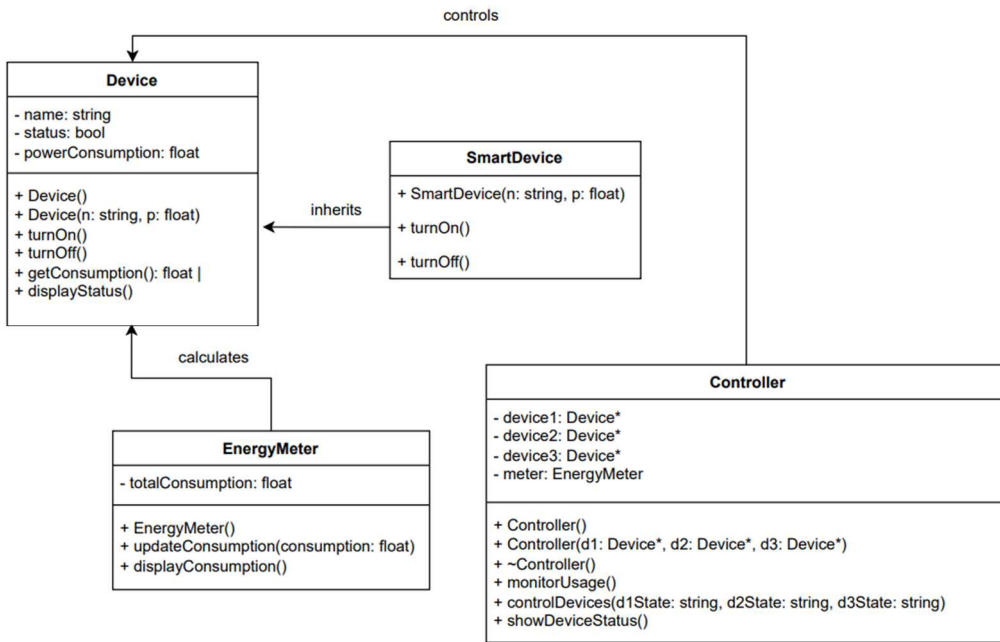 controls
Device
- name: string
- status: bool
- powerConsumption: float
+ Device()
+ Device(n: string, p: float)
+ turnOn()
+ turnOff()
+ getConsumption(): float |
+ displayStatus()
inherits
SmartDevice
+ SmartDevice(n: string, p: float)
+ turnOn()
+ turnOff()
calculates
EnergyMeter
- totalConsumption: float
+ EnergyMeter()
+ updateConsumption(consumption: float)
+ displayConsumption()
Controller
- device1: Device*
- device2: Device*
- device3: Device*
- meter: EnergyMeter
+ Controller()
+ Controller(d1: Device*, d2: Device*, d3: Device*)
+ ~Controller()
+ monitorUsage()
+ controlDevices(d1State: string, d2State: string, d3State: string)
+ showDeviceStatus()